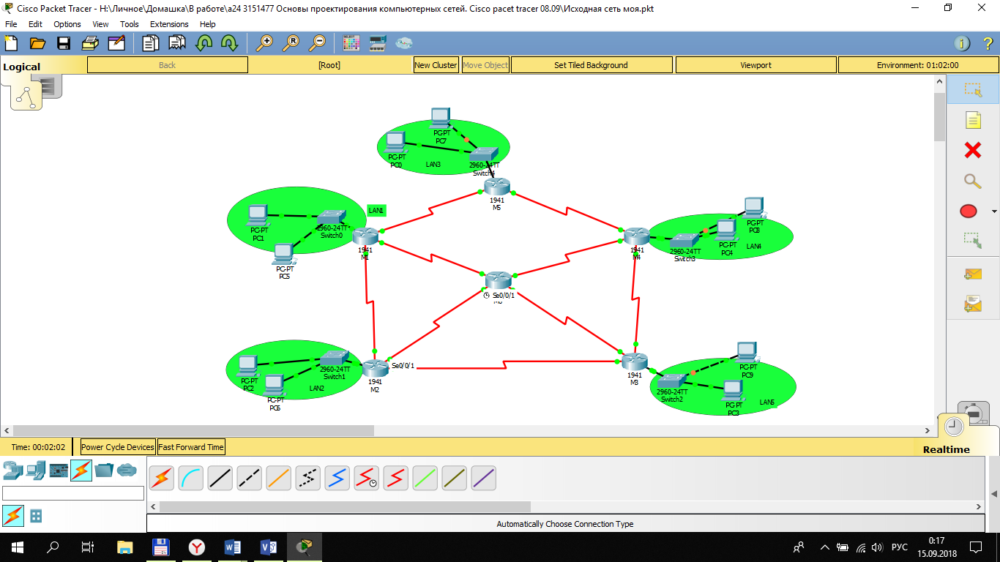 Cisco Packet Tracer - H:\Личное\Домашка\В работе\a24 3151477 Основы проектирования компьютерных сетей. Cisco pacet tracer 08.09\Исходная сеть моя.pkt
File Edit Options View Tools Extensions Help
Logical Back [Root] New Cluster Move Object Set Tiled Background Viewport Environment: 01:02:00
PC-PT
PC7
PC-PT
PC0
LAN3
2960-24TT
Switch4
1941
M5
LAN1
PC-PT
PC1
2960-24TT
Switch0
PC-PT
PC5
1941
M1
PC-PT
PC8
PC-PT
PC4
LAN4
2960-24TT
Switch3
1941
M4
Se0/0/1
PC-PT
PC2
PC-PT
PC6
2960-24TT
Switch1
LAN2
Se0/0/1
1941
M2
1941
M3
PC-PT
PC9
2960-24TT
Switch2
PC-PT
PC3
LAN5
Time: 00:02:02 Power Cycle Devices Fast Forward Time Realtime
Automatically Choose Connection Type
РУС
0:17
15.09.2018